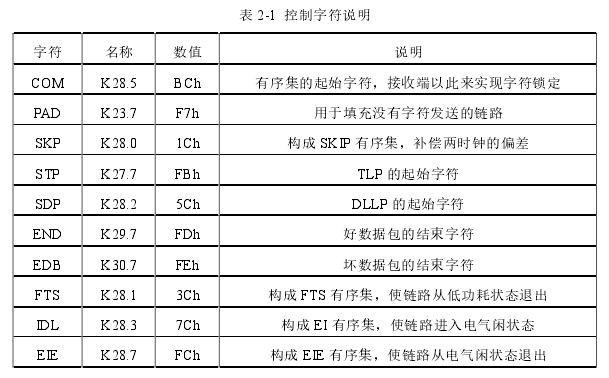 表 2-1 控制字符说明
字符 名称 数值 说明
COM K28.5 BCh 有序集的起始字符，接收端以此来实现字符锁定
PAD K23.7 F7h 用于填充没有字符发送的链路
SKP K28.0 1Ch 构成 SKIP 有序集，补偿两时钟的偏差
STP K27.7 FBh TLP 的起始字符
SDP K28.2 5Ch DLLP 的起始字符
END K29.7 FDh 好数据包的结束字符
EDB K30.7 FEh 坏数据包的结束字符
FTS K28.1 3Ch 构成 FTS 有序集，使链路从低功耗状态退出
IDL K28.3 7Ch 构成 EI 有序集，使链路进入电气闲状态
EIE K28.7 FCh 构成 EIE 有序集，使链路从电气闲状态退出